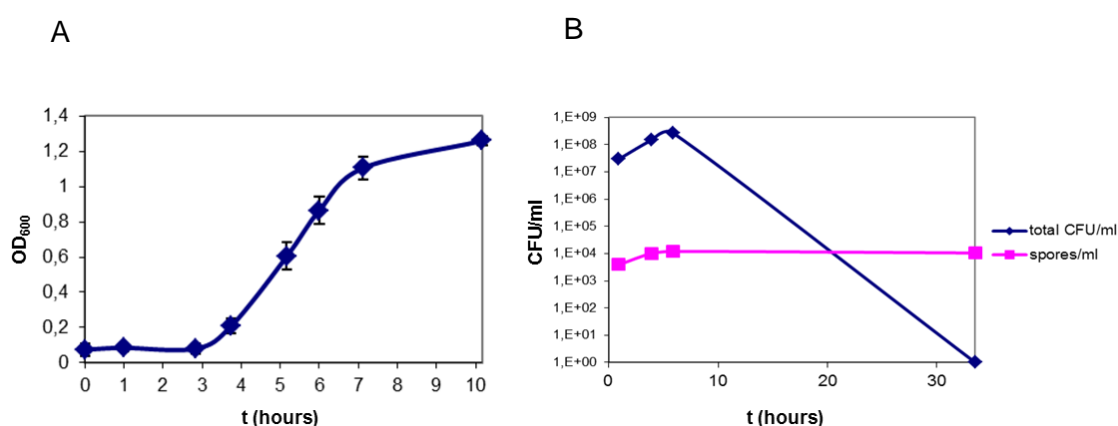 A
B
1,4
1,2
1
0,8
0,6
0,4
0,2
0
OD600
0 1 2 3 4 5 6 7 8 9 10
t (hours)
1,E+09
1,E+08
1,E+07
1,E+06
1,E+05
1,E+04
1,E+03
1,E+02
1,E+01
1,E+00
CFU/ml
0 10 20 30
t (hours)
total CFU/ml
spores/ml